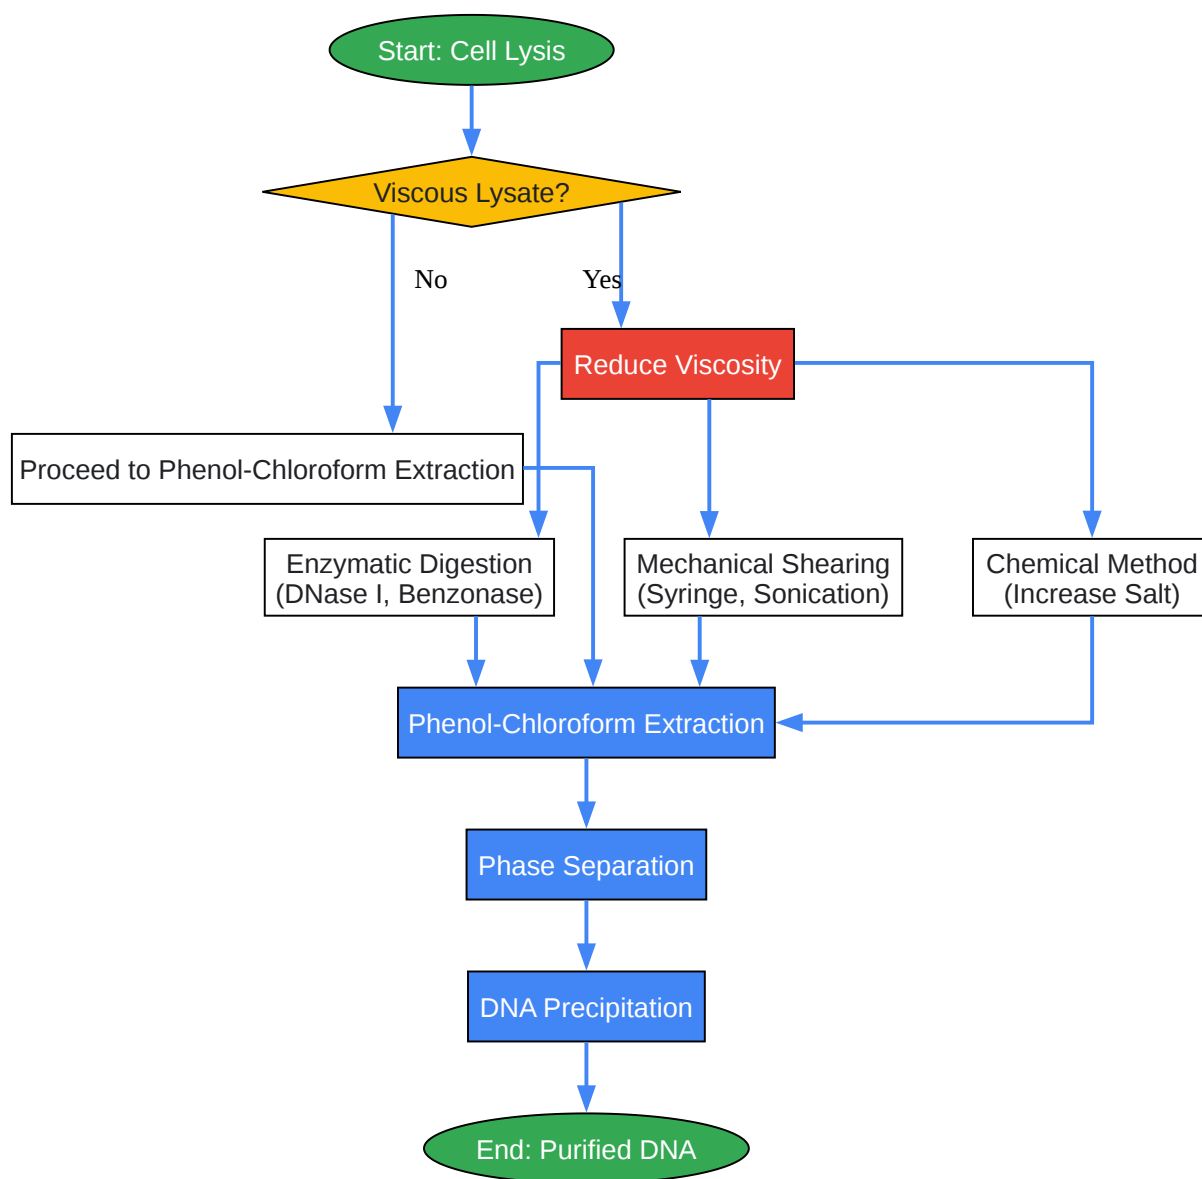 Start: Cell Lysis
Viscous Lysate?
No
Yes
Reduce Viscosity
Proceed to Phenol-Chloroform Extraction
Enzymatic Digestion
(DNase I, Benzonase)
Mechanical Shearing
(Syringe, Sonication)
Chemical Method
(Increase Salt)
Phenol-Chloroform Extraction
Phase Separation
DNA Precipitation
End: Purified DNA